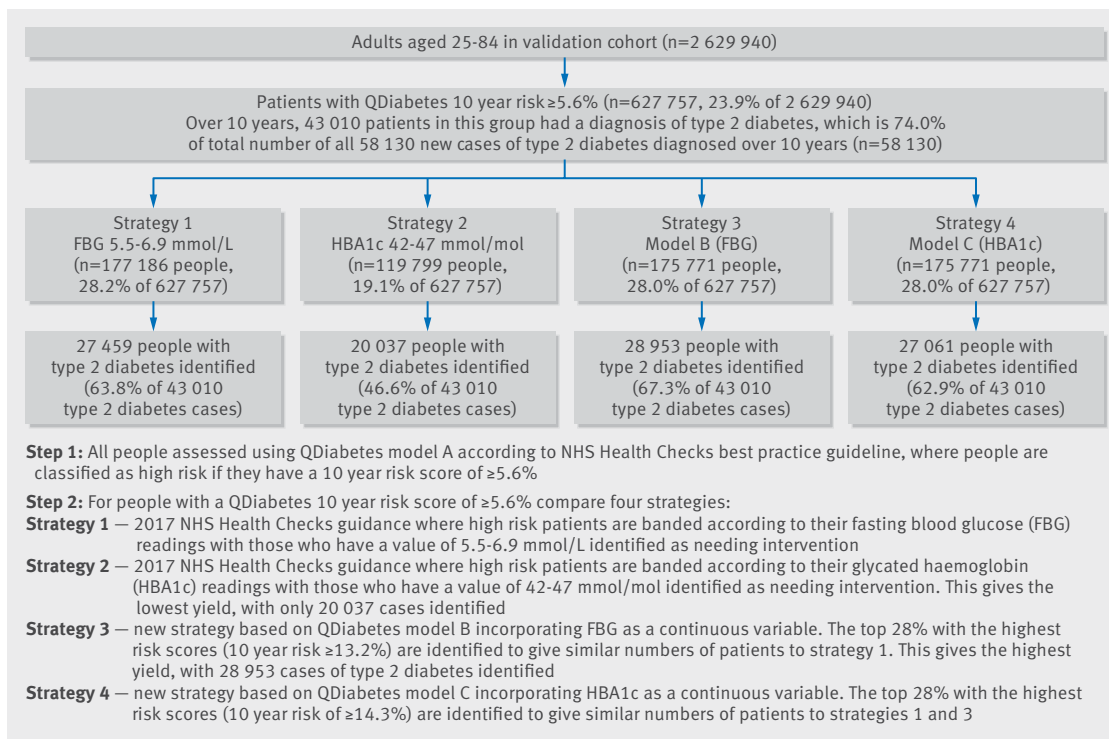 Adults aged 25-84 in validation cohort (n=2 629 940)
Patients with QDiabetes 10 year risk ≥5.6% (n=627 757, 23.9% of 2 629 940)
Over 10 years, 43 010 patients in this group had a diagnosis of type 2 diabetes, which is 74.0%
of total number of all 58 130 new cases of type 2 diabetes diagnosed over 10 years (n=58 130)
Strategy 1
FBG 5.5-6.9 mmol/L
(n=177 186 people,
28.2% of 627 757)
Strategy 2
HBA1c 42-47 mmol/mol
(n=119 799 people,
19.1% of 627 757)
Strategy 3
Model B (FBG)
(n=175 771 people,
28.0% of 627 757)
Strategy 4
Model C (HBA1c)
(n=175 771 people,
28.0% of 627 757)
27 459 people with
type 2 diabetes identified
(63.8% of 43 010
type 2 diabetes cases)
20 037 people with
type 2 diabetes identified
(46.6% of 43 010
type 2 diabetes cases)
28 953 people with
type 2 diabetes identified
(67.3% of 43 010
type 2 diabetes cases)
27 061 people with
type 2 diabetes identified
(62.9% of 43 010
type 2 diabetes cases)
Step 1: All people assessed using QDiabetes model A according to NHS Health Checks best practice guideline, where people are
classified as high risk if they have a 10 year risk score of ≥5.6%
Step 2: For people with a QDiabetes 10 year risk score of ≥5.6% compare four strategies:
Strategy 1 — 2017 NHS Health Checks guidance where high risk patients are banded according to their fasting blood glucose (FBG)
readings with those who have a value of 5.5-6.9 mmol/L identified as needing intervention
Strategy 2 — 2017 NHS Health Checks guidance where high risk patients are banded according to their glycated haemoglobin
(HBA1c) readings with those who have a value of 42-47 mmol/mol identified as needing intervention. This gives the
lowest yield, with only 20 037 cases identified
Strategy 3 — new strategy based on QDiabetes model B incorporating FBG as a continuous variable. The top 28% with the highest
risk scores (10 year risk ≥13.2%) are identified to give similar numbers of patients to strategy 1. This gives the highest
yield, with 28 953 cases of type 2 diabetes identified
Strategy 4 — new strategy based on QDiabetes model C incorporating HBA1c as a continuous variable. The top 28% with the highest
risk scores (10 year risk of ≥14.3%) are identified to give similar numbers of patients to strategies 1 and 3